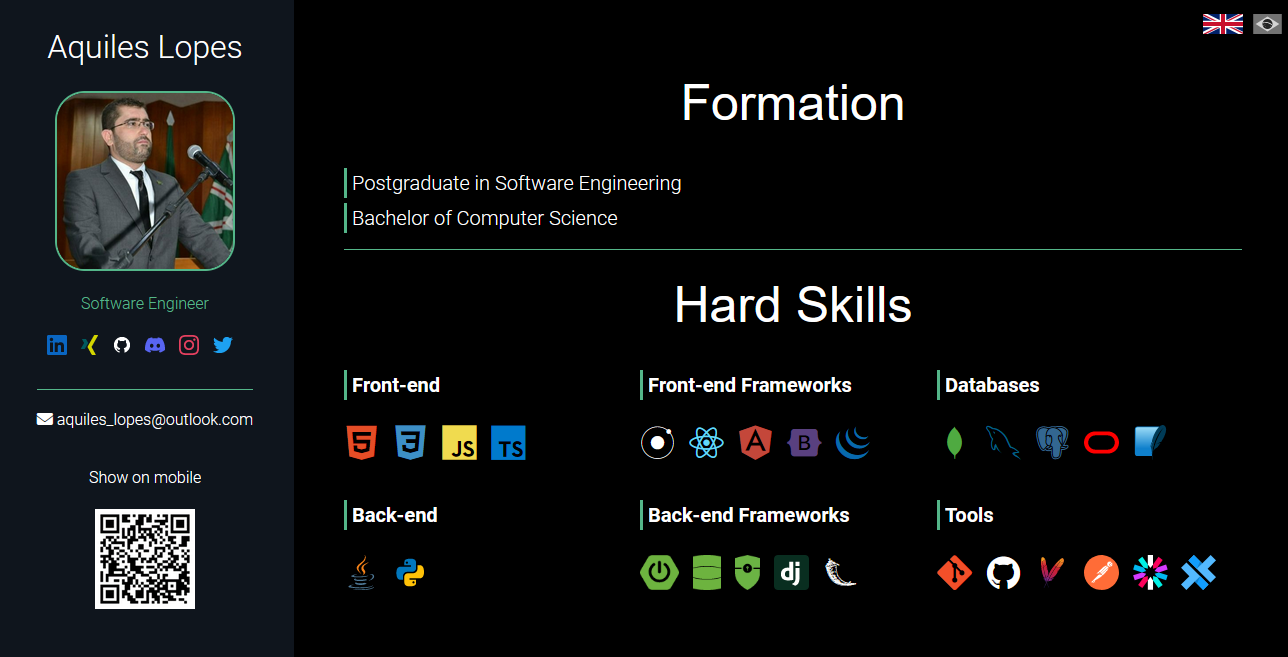 Aquiles Lopes
Software Engineer
aquiles_lopes@outlook.com
Show on mobile
Formation
Postgraduate in Software Engineering
Bachelor of Computer Science
Hard Skills
Front-end
5
3
JS
TS
Front-end Frameworks
A
B
Databases
Back-end
Back-end Frameworks
dj
Tools